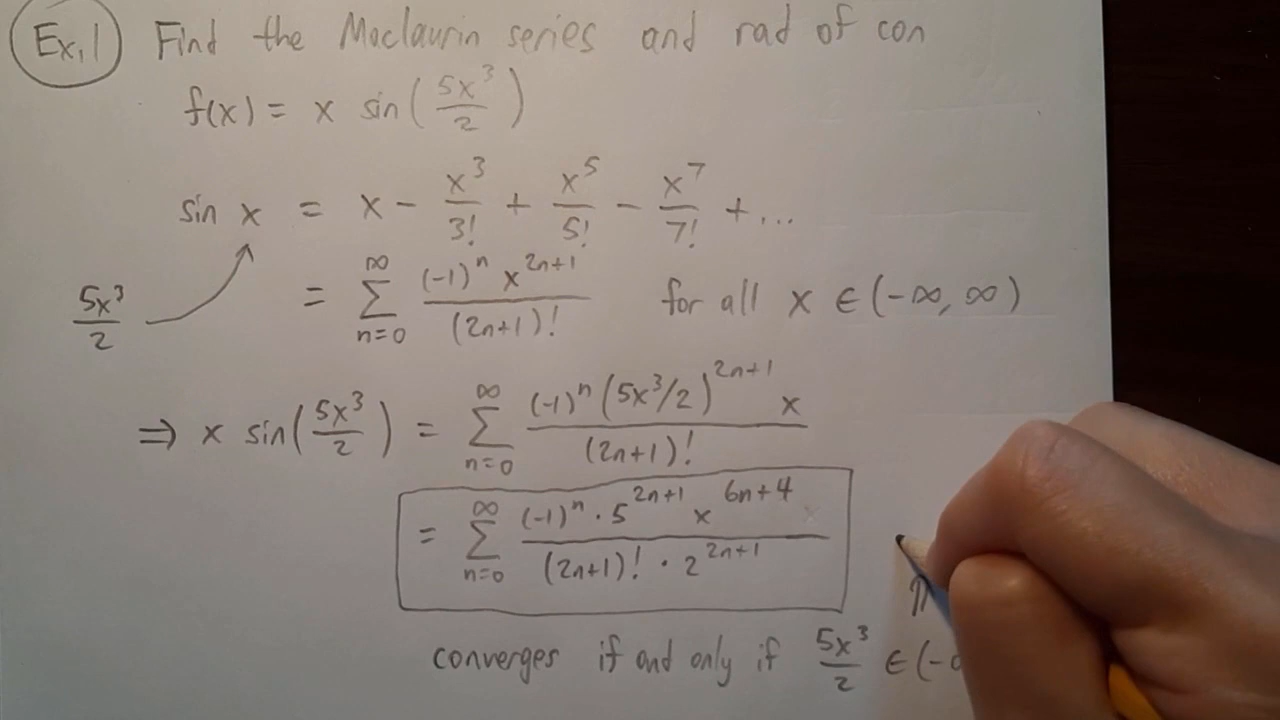 Ex. 1 Find the Maclaurin series and rad of con
f(x) = x sin(5x³/2)
sin x = x - x³/3! + x⁵/5! - x⁷/7! + ...
5x³/2 = ∑_{n=0}^{∞} (-1)ⁿ x^{2n+1}/(2n+1)! for all x ∈ (-∞, ∞)
⇒ x sin(5x³/2) = ∑_{n=0}^{∞} (-1)ⁿ (5x³/2)^{2n+1} x/(2n+1)!
= ∑_{n=0}^{∞} (-1)ⁿ · 5^{2n+1} x^{6n+4}/(2n+1)! · 2^{2n+1}
converges if and only if 5x³/2 ∈ (-